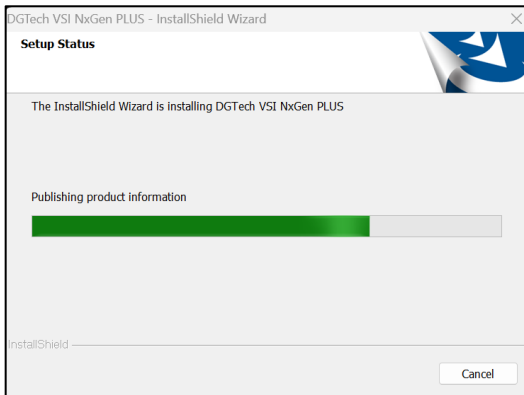 DGTech VSI NxGen PLUS - InstallShield Wizard
Setup Status
The InstallShield Wizard is installing DGTech VSI NxGen PLUS
Publishing product information
InstallShield
Cancel